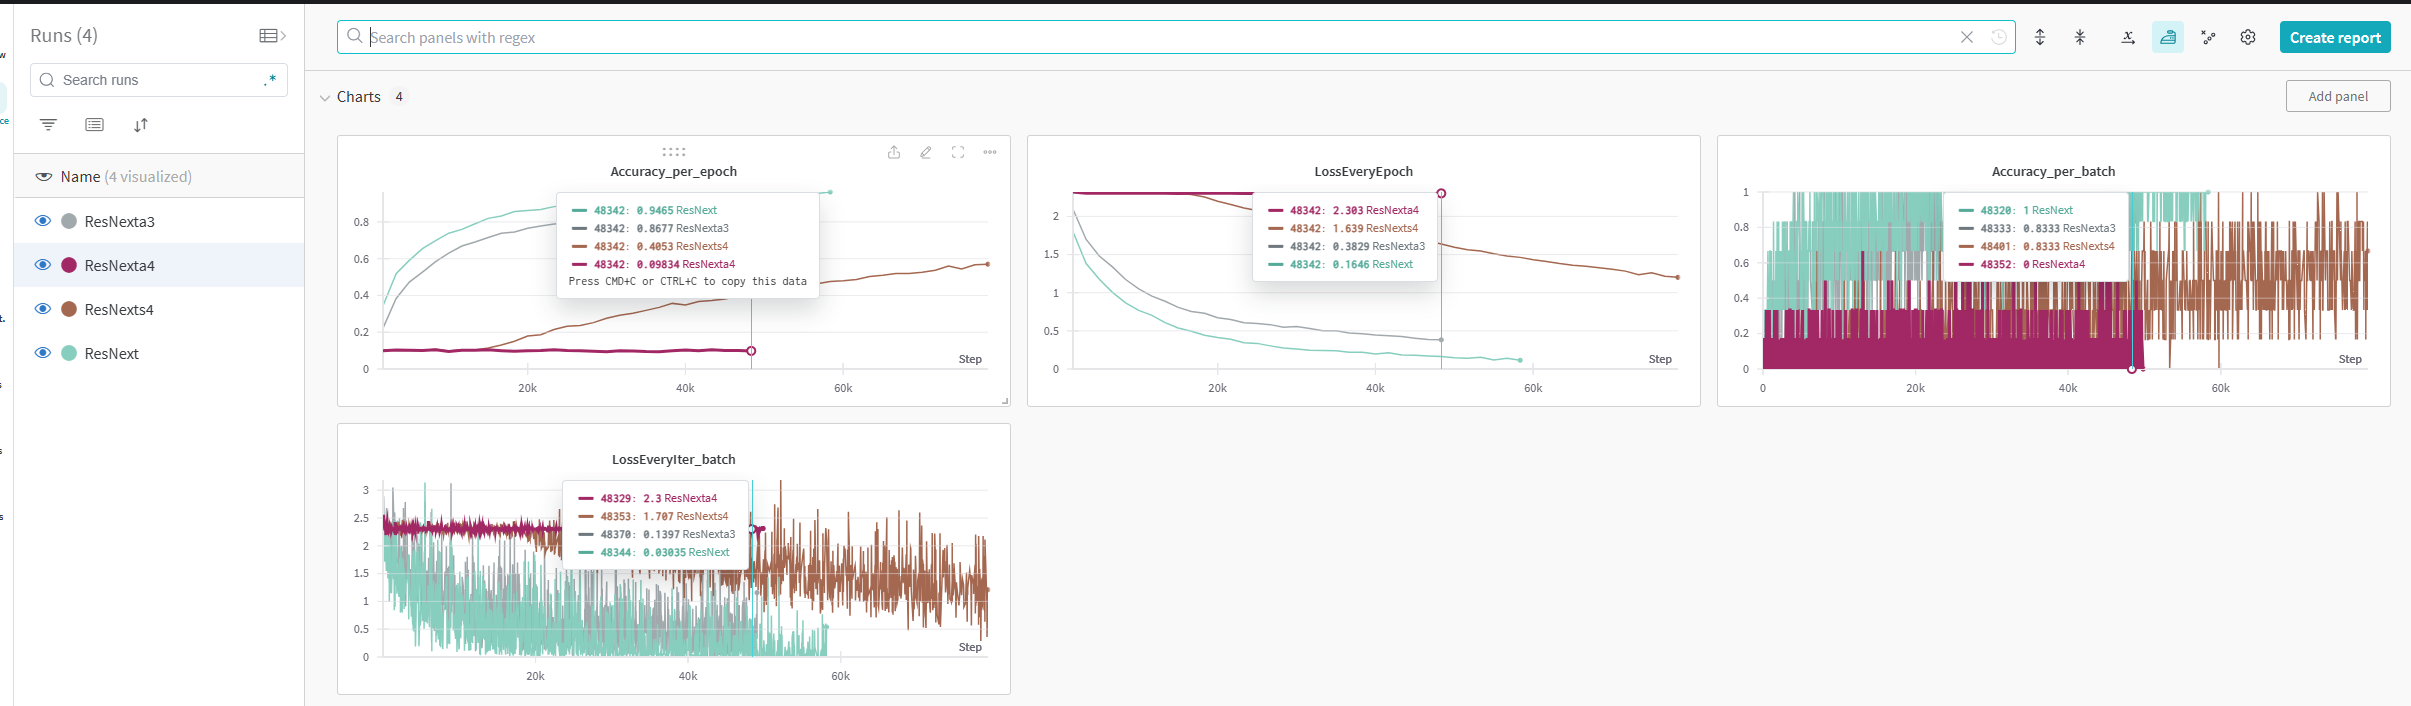 Runs (4)
Search panels with regex
Create report
Search runs
.*
Charts 4
Add panel
Name (4 visualized)
ResNexta3
ResNexta4
ResNexts4
ResNext
Accuracy_per_epoch
48342: 0.9465 ResNext
48342: 0.8677 ResNexta3
48342: 0.4053 ResNexts4
48342: 0.09834 ResNexta4
Press CMD+C or CTRL+C to copy this data
0.8
0.6
0.4
0.2
0
Step
20k 40k 60k
LossEveryEpoch
48342: 2.303 ResNexta4
48342: 1.639 ResNexts4
48342: 0.3829 ResNexta3
48342: 0.1646 ResNext
2
1.5
1
0.5
0
Step
20k 40k 60k
Accuracy_per_batch
48320: 1 ResNext
48333: 0.8333 ResNexta3
48401: 0.8333 ResNexts4
48352: 0 ResNexta4
1
0.8
0.6
0.4
0.2
0
Step
0 20k 40k 60k
LossEveryIter_batch
48329: 2.3 ResNexta4
48353: 1.707 ResNexts4
48370: 0.1397 ResNexta3
48344: 0.03035 ResNext
3
2.5
2
1.5
1
0.5
0
Step
20k 40k 60k